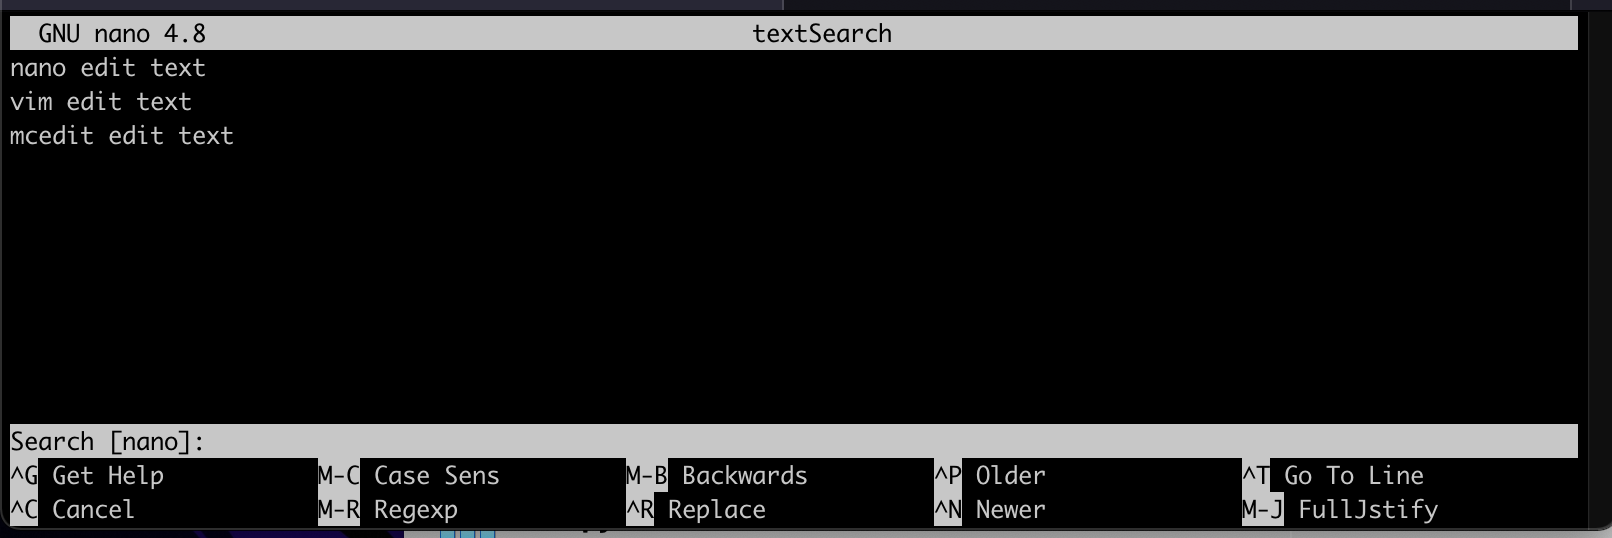 GNU nano 4.8 textSearch
nano edit text
vim edit text
mcedit edit text
Search [nano]:
^G Get Help M-C Case Sens M-B Backwards ^P Older ^T Go To Line
^C Cancel M-R Regexp ^R Replace ^N Newer M-J FullJstify